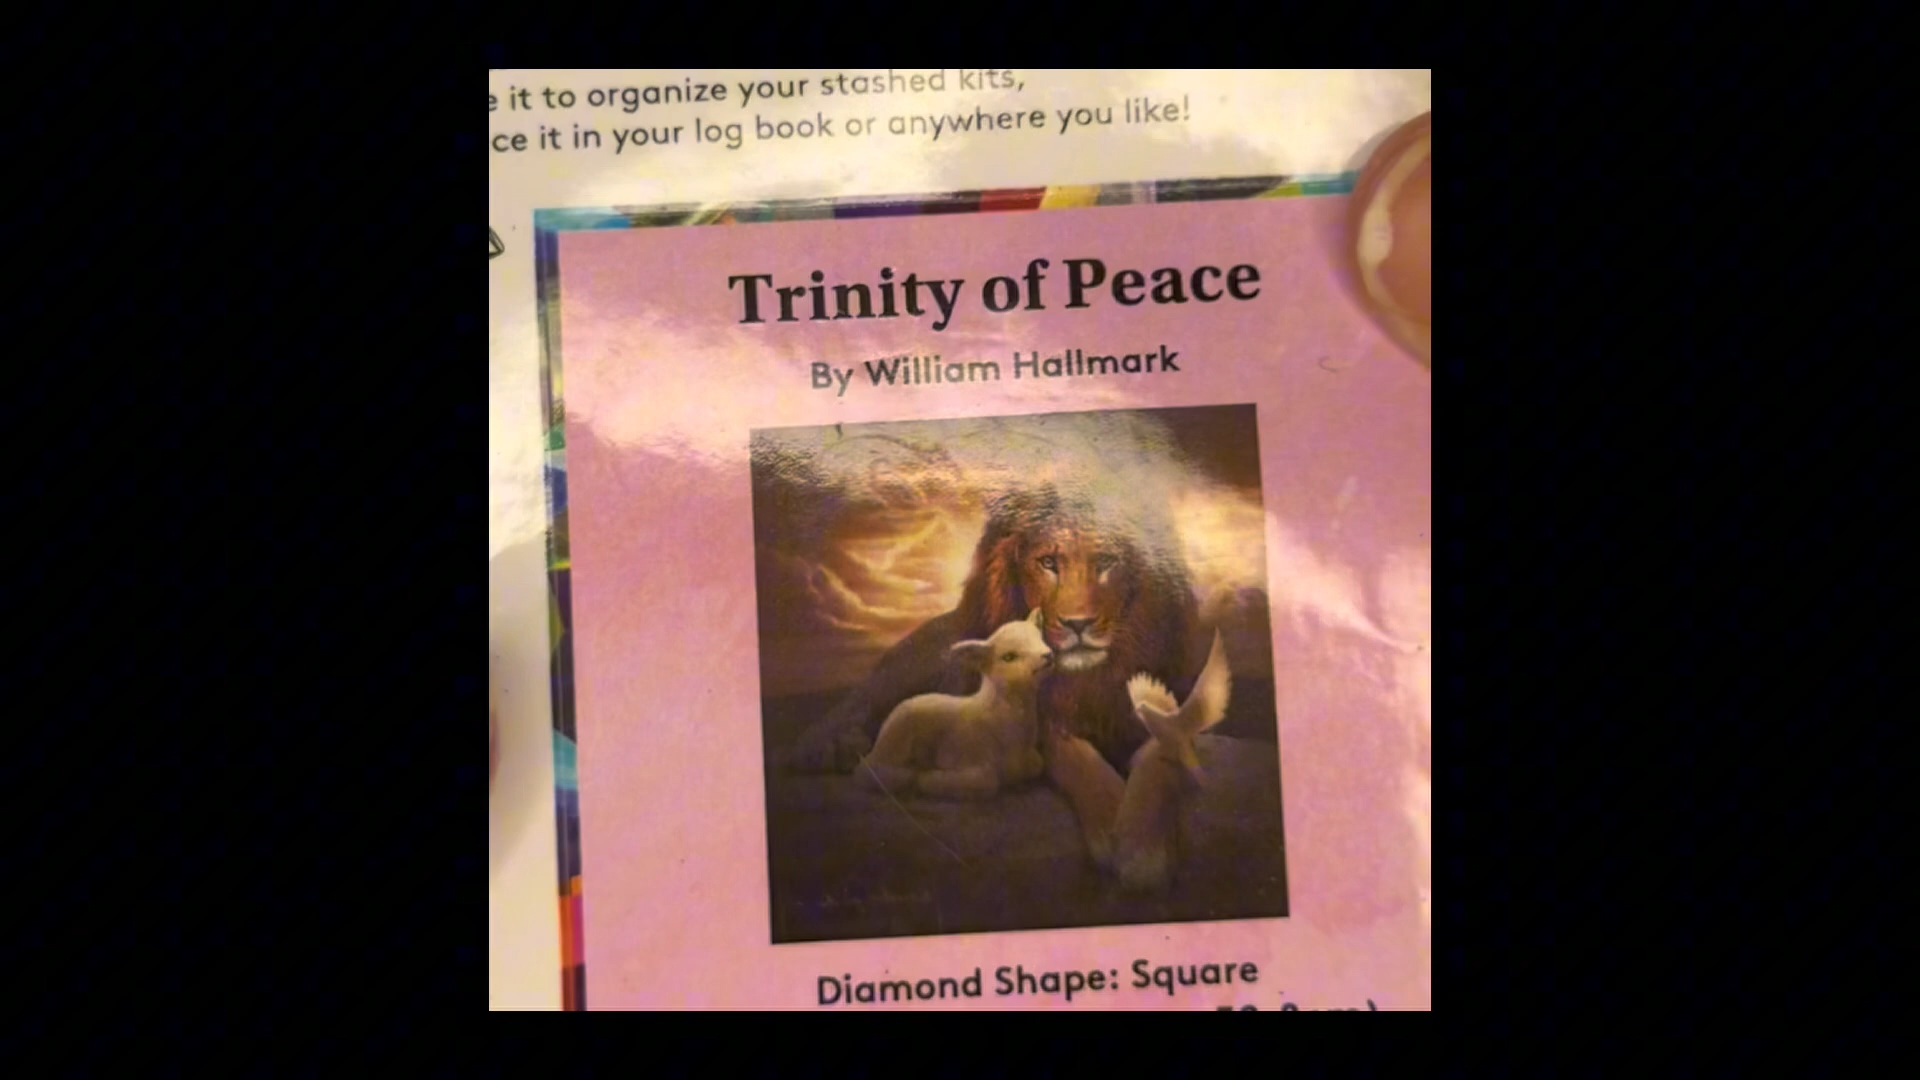 it to organize your stashed kits,
it in your log book or anywhere you like!
Trinity of Peace
By William Hallmark
Diamond Shape: Square